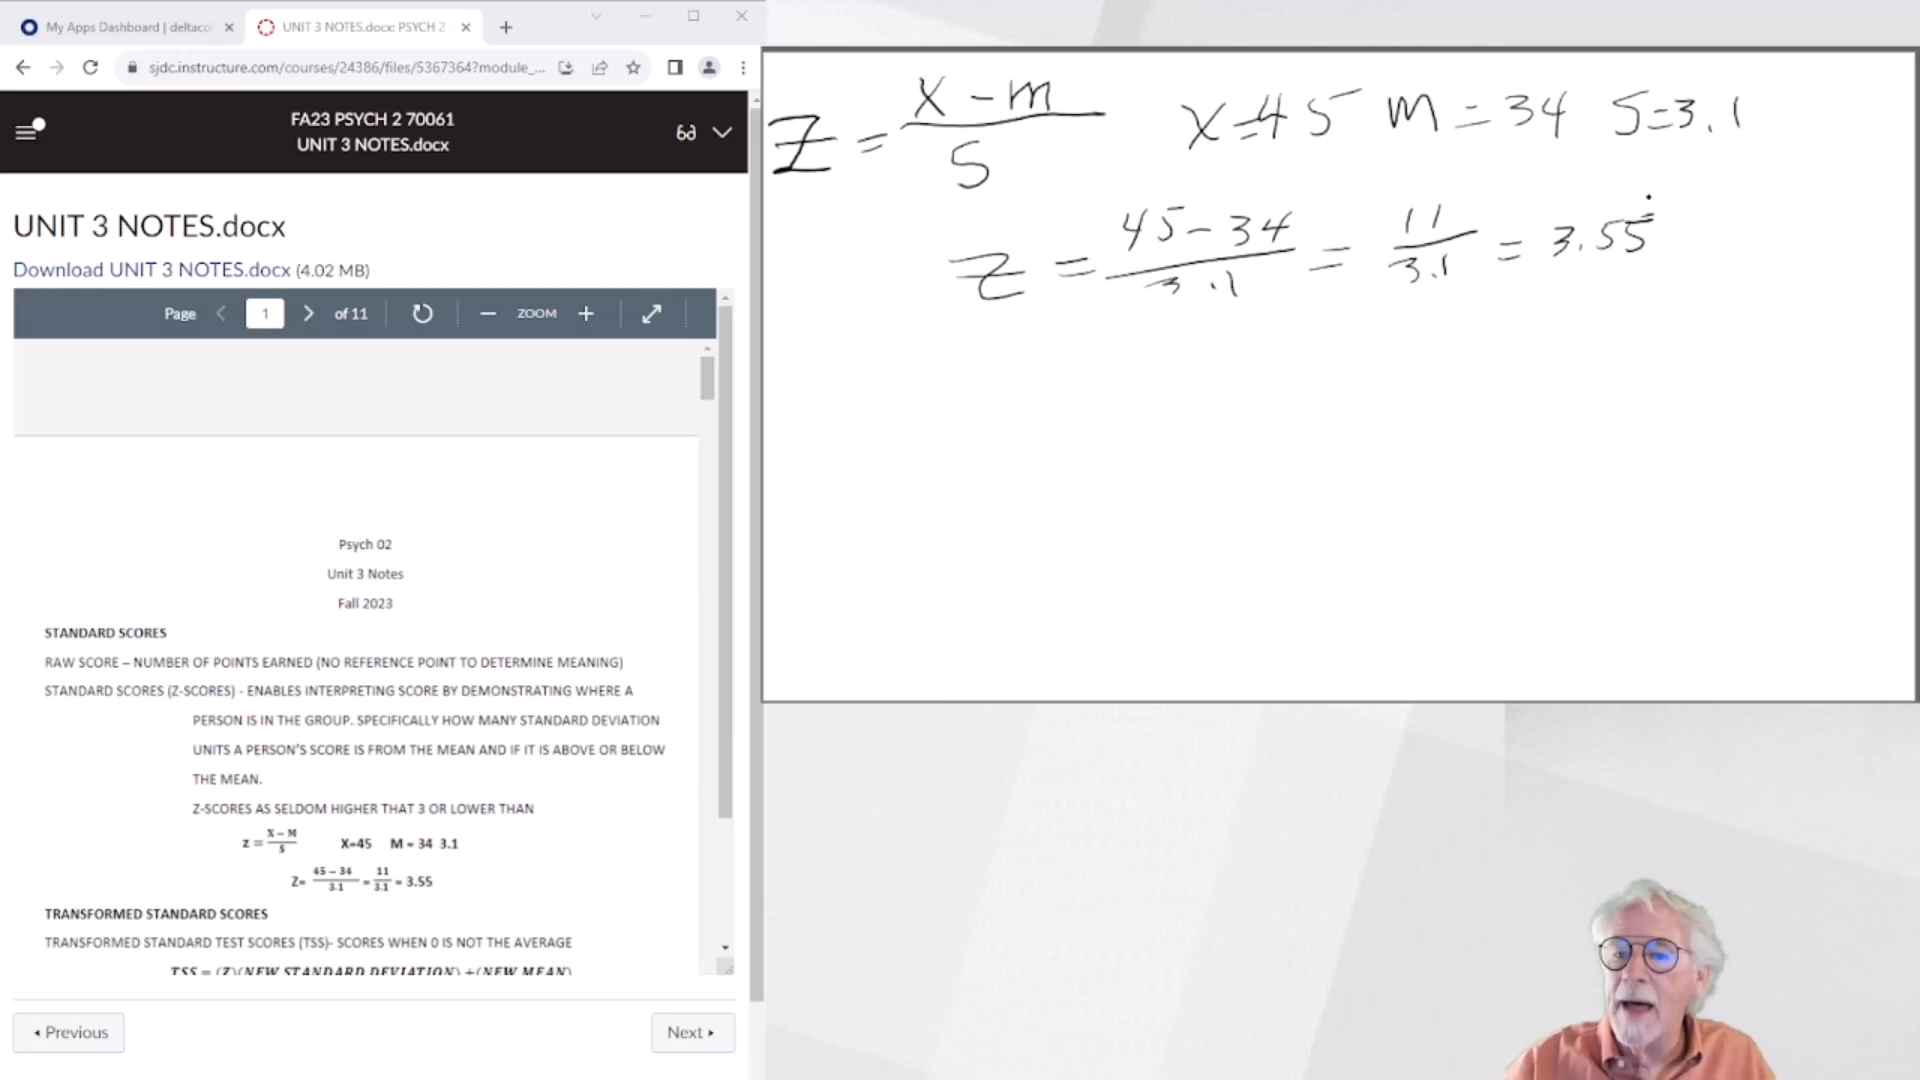 My Apps Dashboard | deltacol
UNIT 3 NOTES.docx: PSYCH 2
sjdc.instructure.com/courses/24386/files/5367364?module_...
FA23 PSYCH 2 70061
UNIT 3 NOTES.docx
UNIT 3 NOTES.docx
Download UNIT 3 NOTES.docx (4.02 MB)
Page 1 of 11 ZOOM
Psych 02
Unit 3 Notes
Fall 2023
STANDARD SCORES
RAW SCORE – NUMBER OF POINTS EARNED (NO REFERENCE POINT TO DETERMINE MEANING)
STANDARD SCORES (Z-SCORES) - ENABLES INTERPRETING SCORE BY DEMONSTRATING WHERE A
PERSON IS IN THE GROUP. SPECIFICALLY HOW MANY STANDARD DEVIATION
UNITS A PERSON'S SCORE IS FROM THE MEAN AND IF IT IS ABOVE OR BELOW
THE MEAN.
Z-SCORES AS SELDOM HIGHER THAT 3 OR LOWER THAN
z = X – M / s X=45 M = 34 3.1
Z= 45 – 34 / 3.1 = 11 / 3.1 = 3.55
TRANSFORMED STANDARD SCORES
TRANSFORMED STANDARD TEST SCORES (TSS)- SCORES WHEN 0 IS NOT THE AVERAGE
TSS = (Z)(NEW STANDARD DEVIATION) +(NEW MEAN)
Previous
Next
Z = X - M / S X=45 M = 34 S=3.1
Z = 45 - 34 / 3.1 = 11 / 3.1 = 3.55